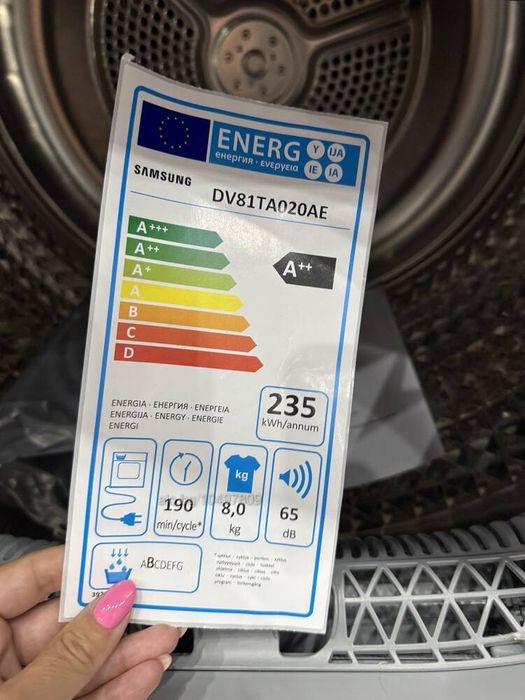 ENERG
енергия · ενεργεια
Y UA
IE IA
SAMSUNG
DV81TA020AE
A+++
A++
A+
A
B
C
D
A++
ENERGIA · ЕНЕРГИЯ · ΕΝΕΡΓΕΙΑ
ENERGIJA · ENERGY · ENERGIE
ENERGI
235
kWh/annum
190
min/cycle*
kg
8,0
kg
65
dB
ABCDEFG